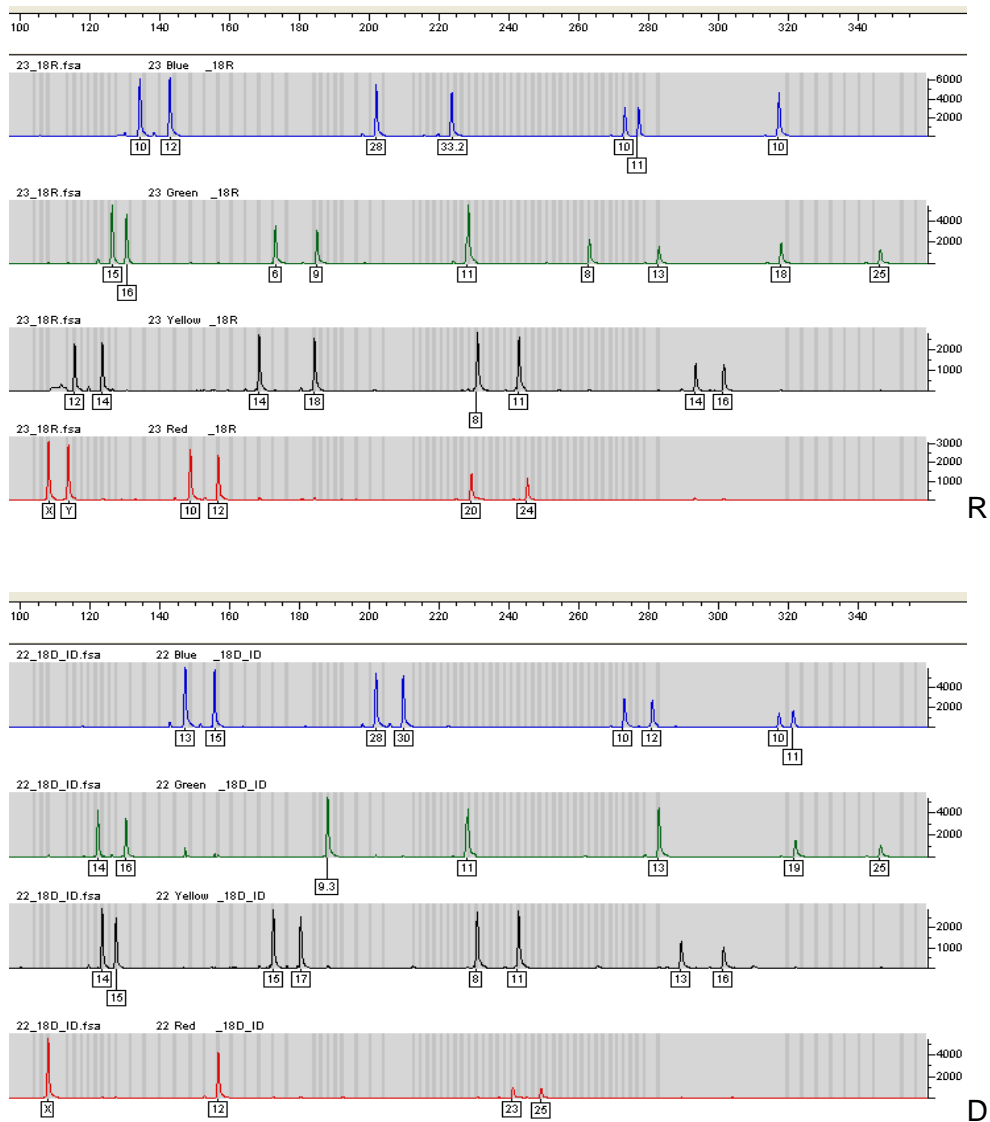 100 120 140 160 180 200 220 240 260 280 300 320 340
23_18R.fsa 23 Blue _18R
6000
4000
2000
10 12 28 33.2 10 10
11
23_18R.fsa 23 Green _18R
4000
2000
15 6 9 11 8 13 18 25
16
23_18R.fsa 23 Yellow _18R
2000
1000
12 14 14 18 11 14 16
8
23_18R.fsa 23 Red _18R
3000
2000
1000
X Y 10 12 20 24
R
100 120 140 160 180 200 220 240 260 280 300 320 340
22_18D_ID.fsa 22 Blue _18D_ID
4000
2000
13 15 28 30 10 12 10
11
22_18D_ID.fsa 22 Green _18D_ID
4000
2000
14 16 11 13 19 25
9.3
22_18D_ID.fsa 22 Yellow _18D_ID
2000
1000
14 15 17 8 11 13 16
15
22_18D_ID.fsa 22 Red _18D_ID
4000
2000
X 12 23 25
D